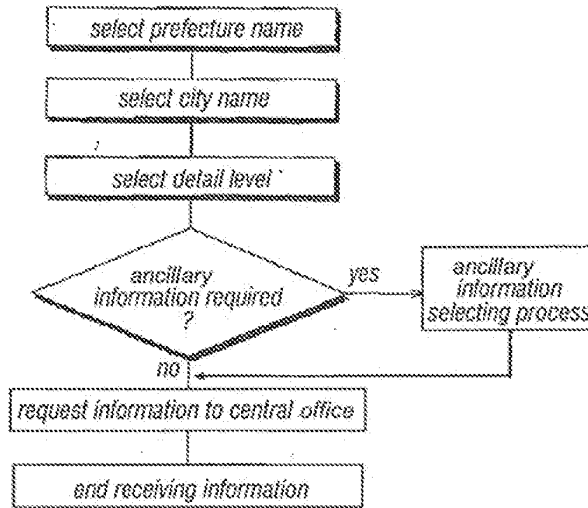 select prefecture name
select city name
select detail level
ancillary
information required
?
yes
ancillary
information
selecting process
no
request information to central office
end receiving information